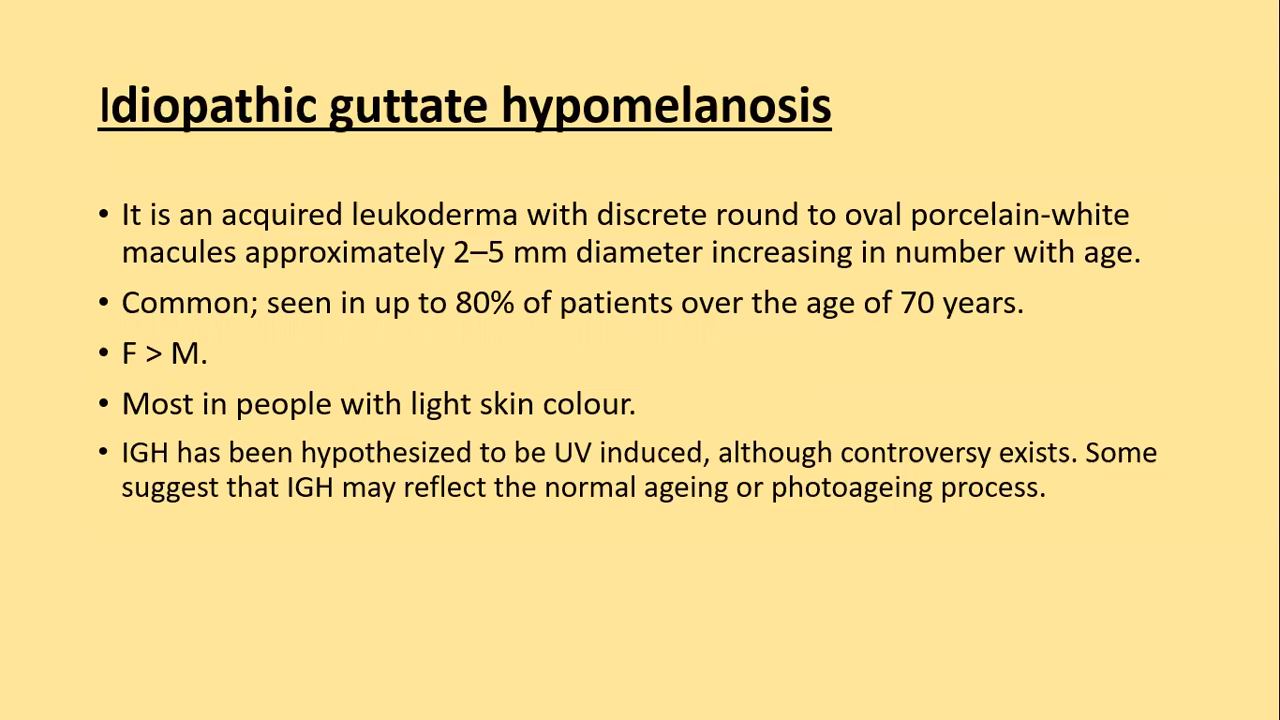 Idiopathic guttate hypomelanosis
• It is an acquired leukoderma with discrete round to oval porcelain-white
macules approximately 2–5 mm diameter increasing in number with age.
• Common; seen in up to 80% of patients over the age of 70 years.
• F > M.
• Most in people with light skin colour.
• IGH has been hypothesized to be UV induced, although controversy exists. Some
suggest that IGH may reflect the normal ageing or photoageing process.